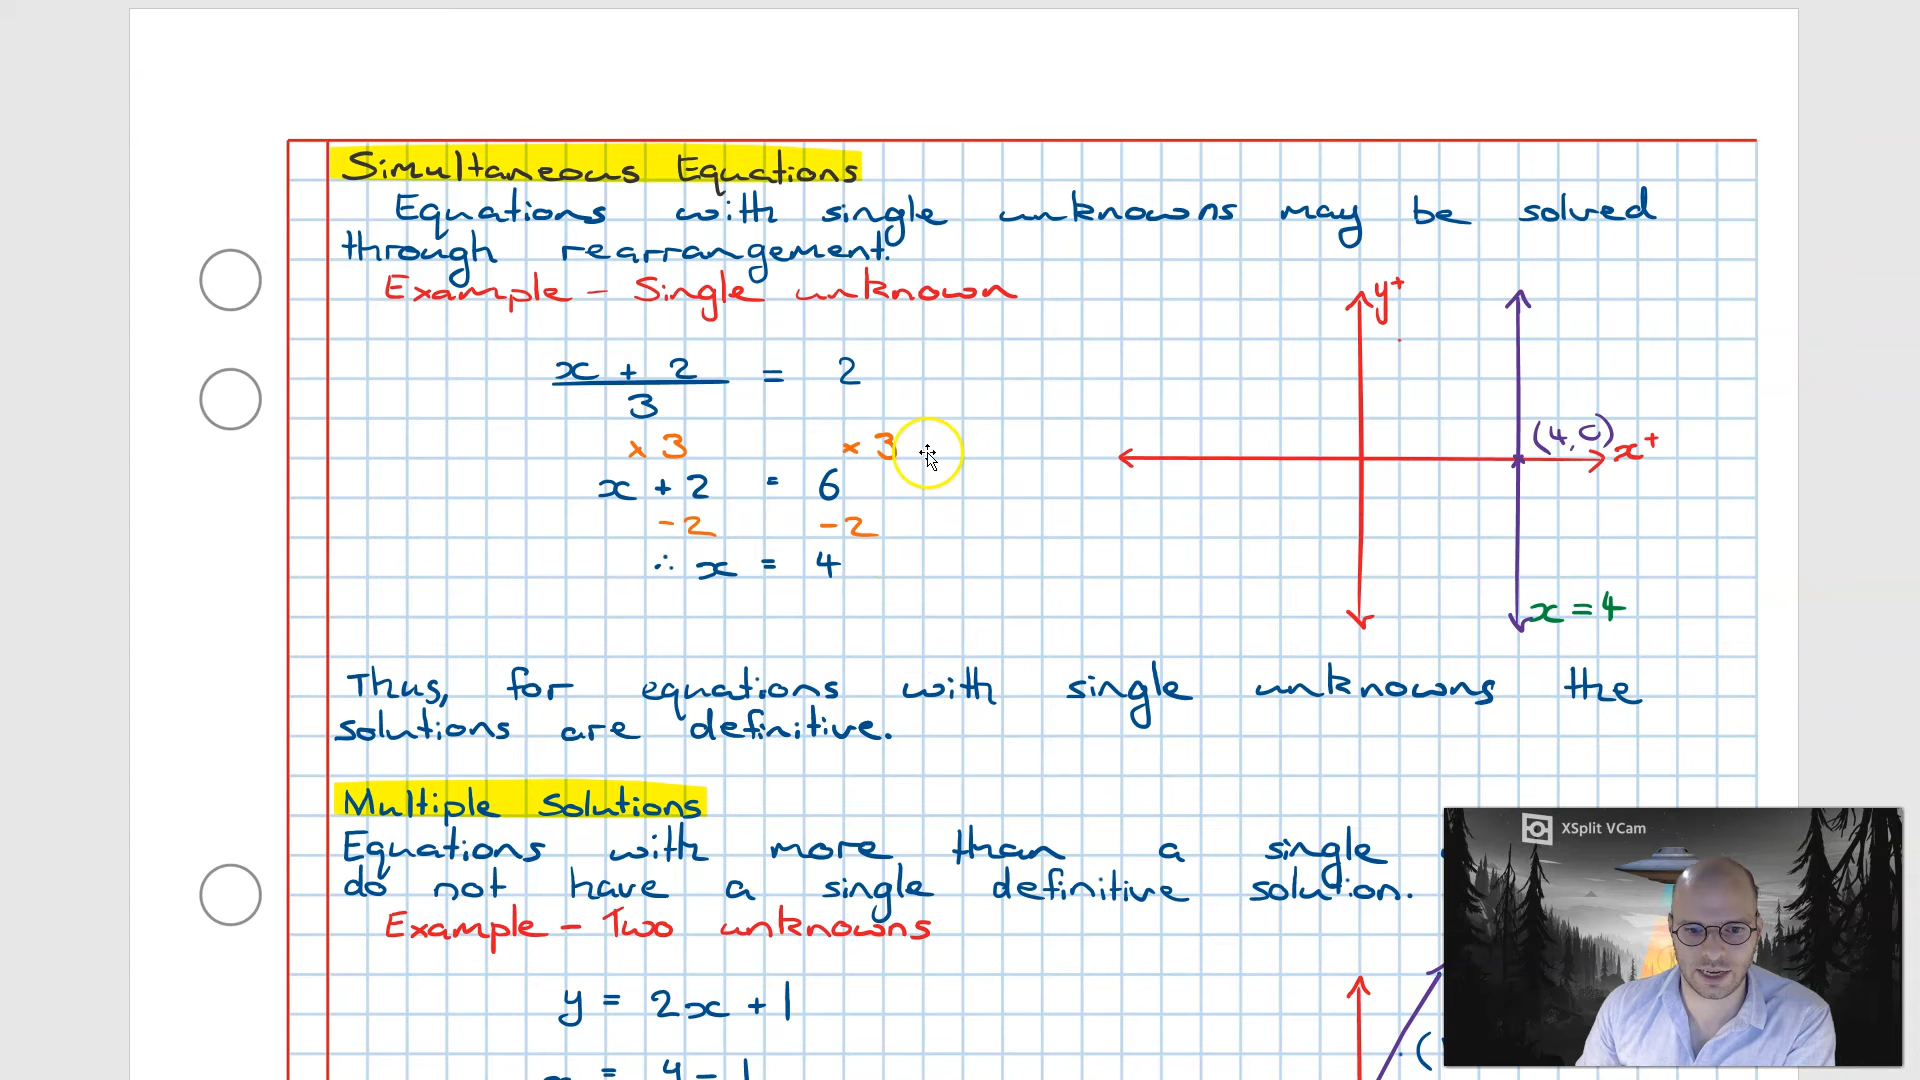 Simultaneous Equations
Equations with single unknowns may be solved
through rearrangement.
Example - Single unknown
x + 2 = 2
3
× 3 × 3
x + 2 = 6
- 2 - 2
∴ x = 4
y+
(4,0)
x+
x = 4
Thus, for equations with single unknowns the
solutions are definitive.
Multiple Solutions
Equations with more than a single
do not have a single definitive solution.
Example - Two unknowns
y = 2x + 1
XSplit VCam